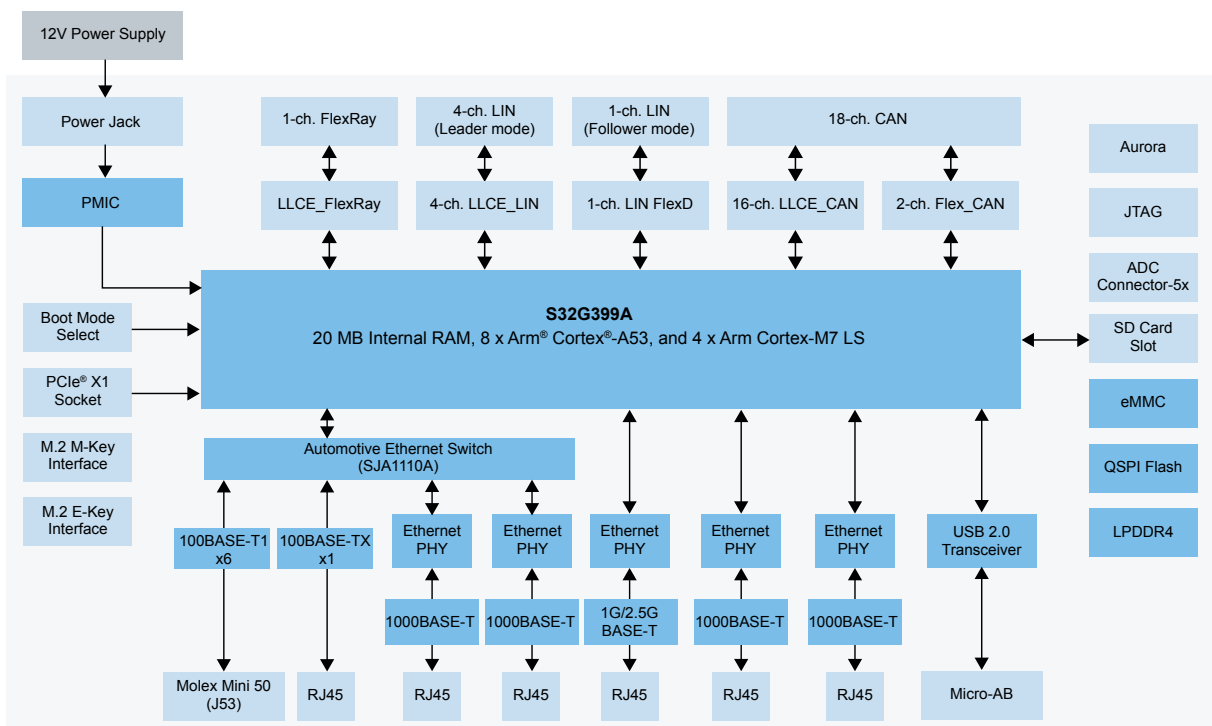 12V Power Supply
Power Jack
PMIC
1-ch. FlexRay
4-ch. LIN
(Leader mode)
1-ch. LIN
(Follower mode)
18-ch. CAN
LLCE_FlexRay
4-ch. LLCE_LIN
1-ch. LIN FlexD
16-ch. LLCE_CAN
2-ch. Flex_CAN
Aurora
JTAG
ADC
Connector-5x
SD Card
Slot
eMMC
QSPI Flash
LPDDR4
Boot Mode
Select
PCIe® X1
Socket
M.2 M-Key
Interface
M.2 E-Key
Interface
S32G399A
20 MB Internal RAM, 8 x Arm® Cortex®-A53, and 4 x Arm Cortex-M7 LS
Automotive Ethernet Switch
(SJA1110A)
100BASE-T1
x6
100BASE-TX
x1
Ethernet
PHY
Ethernet
PHY
Ethernet
PHY
Ethernet
PHY
Ethernet
PHY
USB 2.0
Transceiver
1000BASE-T
1000BASE-T
1G/2.5G
BASE-T
1000BASE-T
1000BASE-T
Molex Mini 50
(J53)
RJ45
RJ45
RJ45
RJ45
RJ45
RJ45
Micro-AB